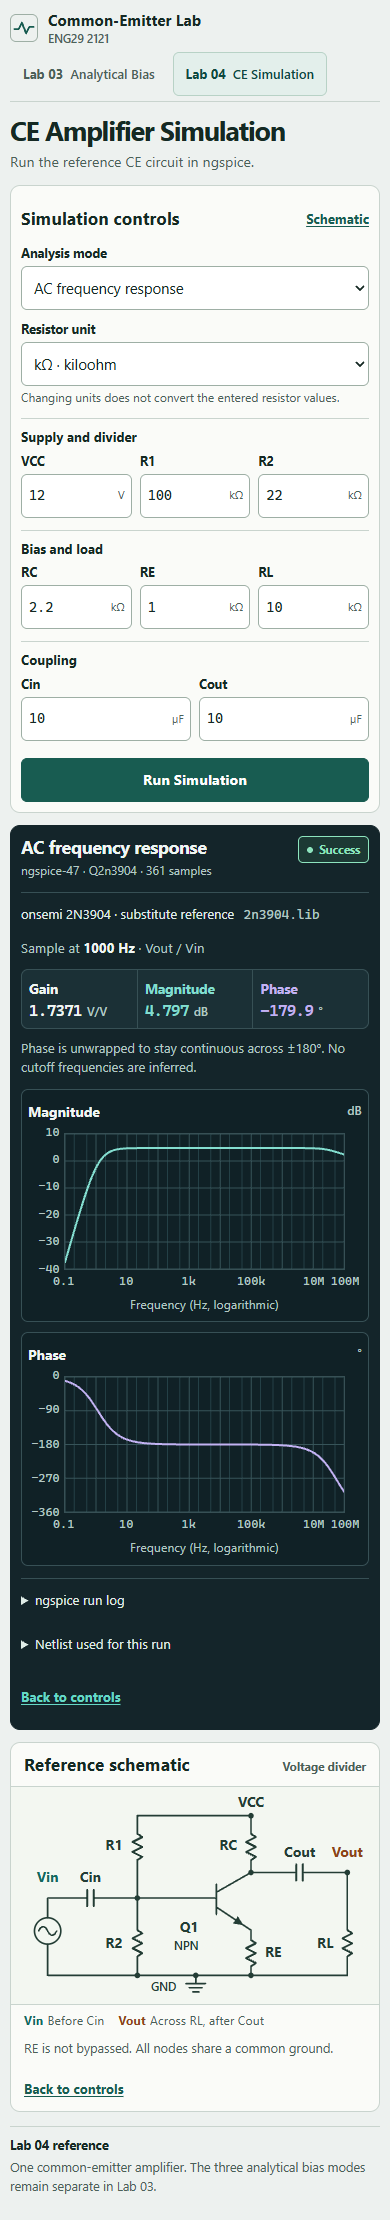 Common-Emitter Lab
ENG29 2121
Lab 03 Analytical Bias
Lab 04 CE Simulation
CE Amplifier Simulation
Run the reference CE circuit in ngspice.
Simulation controls
Schematic
Analysis mode
AC frequency response
Resistor unit
kΩ · kiloohm
Changing units does not convert the entered resistor values.
Supply and divider
VCC R1 R2
12 V 100 kΩ 22 kΩ
Bias and load
RC RE RL
2.2 kΩ 1 kΩ 10 kΩ
Coupling
Cin Cout
10 µF 10 µF
Run Simulation
AC frequency response
Success
ngspice-47 · Q2n3904 · 361 samples
onsemi 2N3904 · substitute reference 2n3904.lib
Sample at 1000 Hz · Vout / Vin
Gain Magnitude Phase
1.7371 V/V 4.797 dB −179.9 °
Phase is unwrapped to stay continuous across ±180°. No
cutoff frequencies are inferred.
Magnitude dB
10
0
−10
−20
−30
−40
0.1 10 1k 100k 10M 100M
Frequency (Hz, logarithmic)
Phase °
0
−90
−180
−270
−360
0.1 10 1k 100k 10M 100M
Frequency (Hz, logarithmic)
ngspice run log
Netlist used for this run
Back to controls
Reference schematic Voltage divider
VCC
R1 RC
Cout Vout
Vin Cin
Q1
NPN
R2 RE RL
GND
Vin Before Cin Vout Across RL, after Cout
RE is not bypassed. All nodes share a common ground.
Back to controls
Lab 04 reference
One common-emitter amplifier. The three analytical bias modes
remain separate in Lab 03.